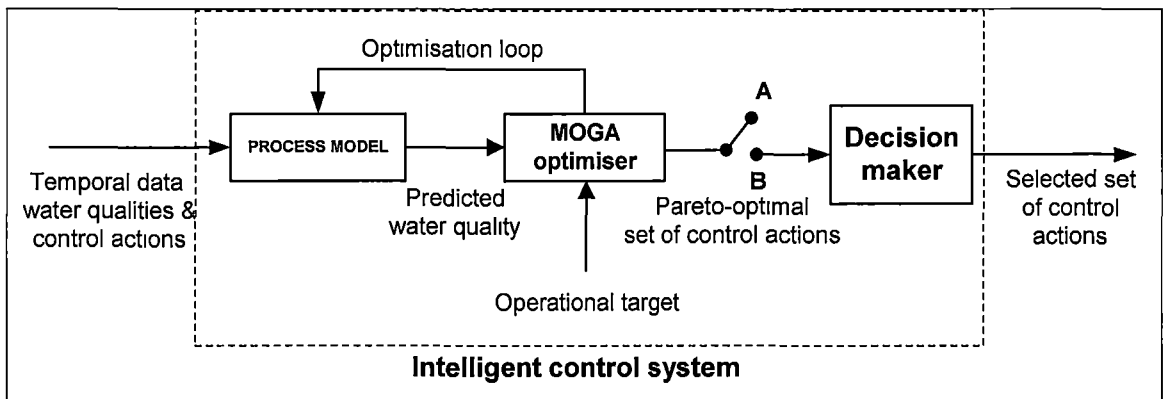 Optimisation loop
PROCESS MODEL
MOGA
optimiser
A
B
Decision
maker
Temporal data
water qualities &
control actions
Predicted
water quality
Pareto-optimal
set of control actions
Selected set
of control
actions
Operational target
Intelligent control system